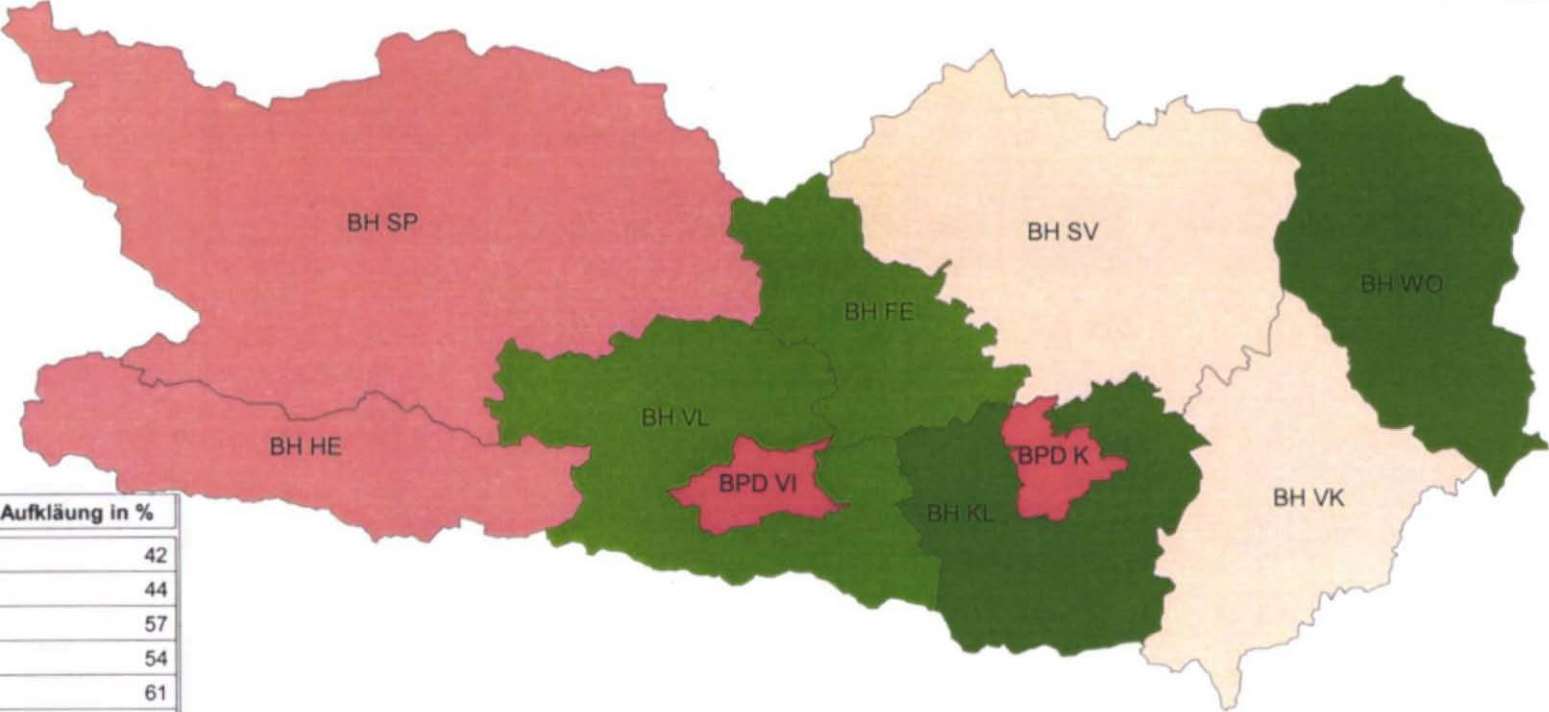 BH SP
BH SV
BH WO
BH FE
BH VL
BH HE
BPD K
BPD VI
BH VK
BH KL
Aufkläung in %
42
44
57
54
61